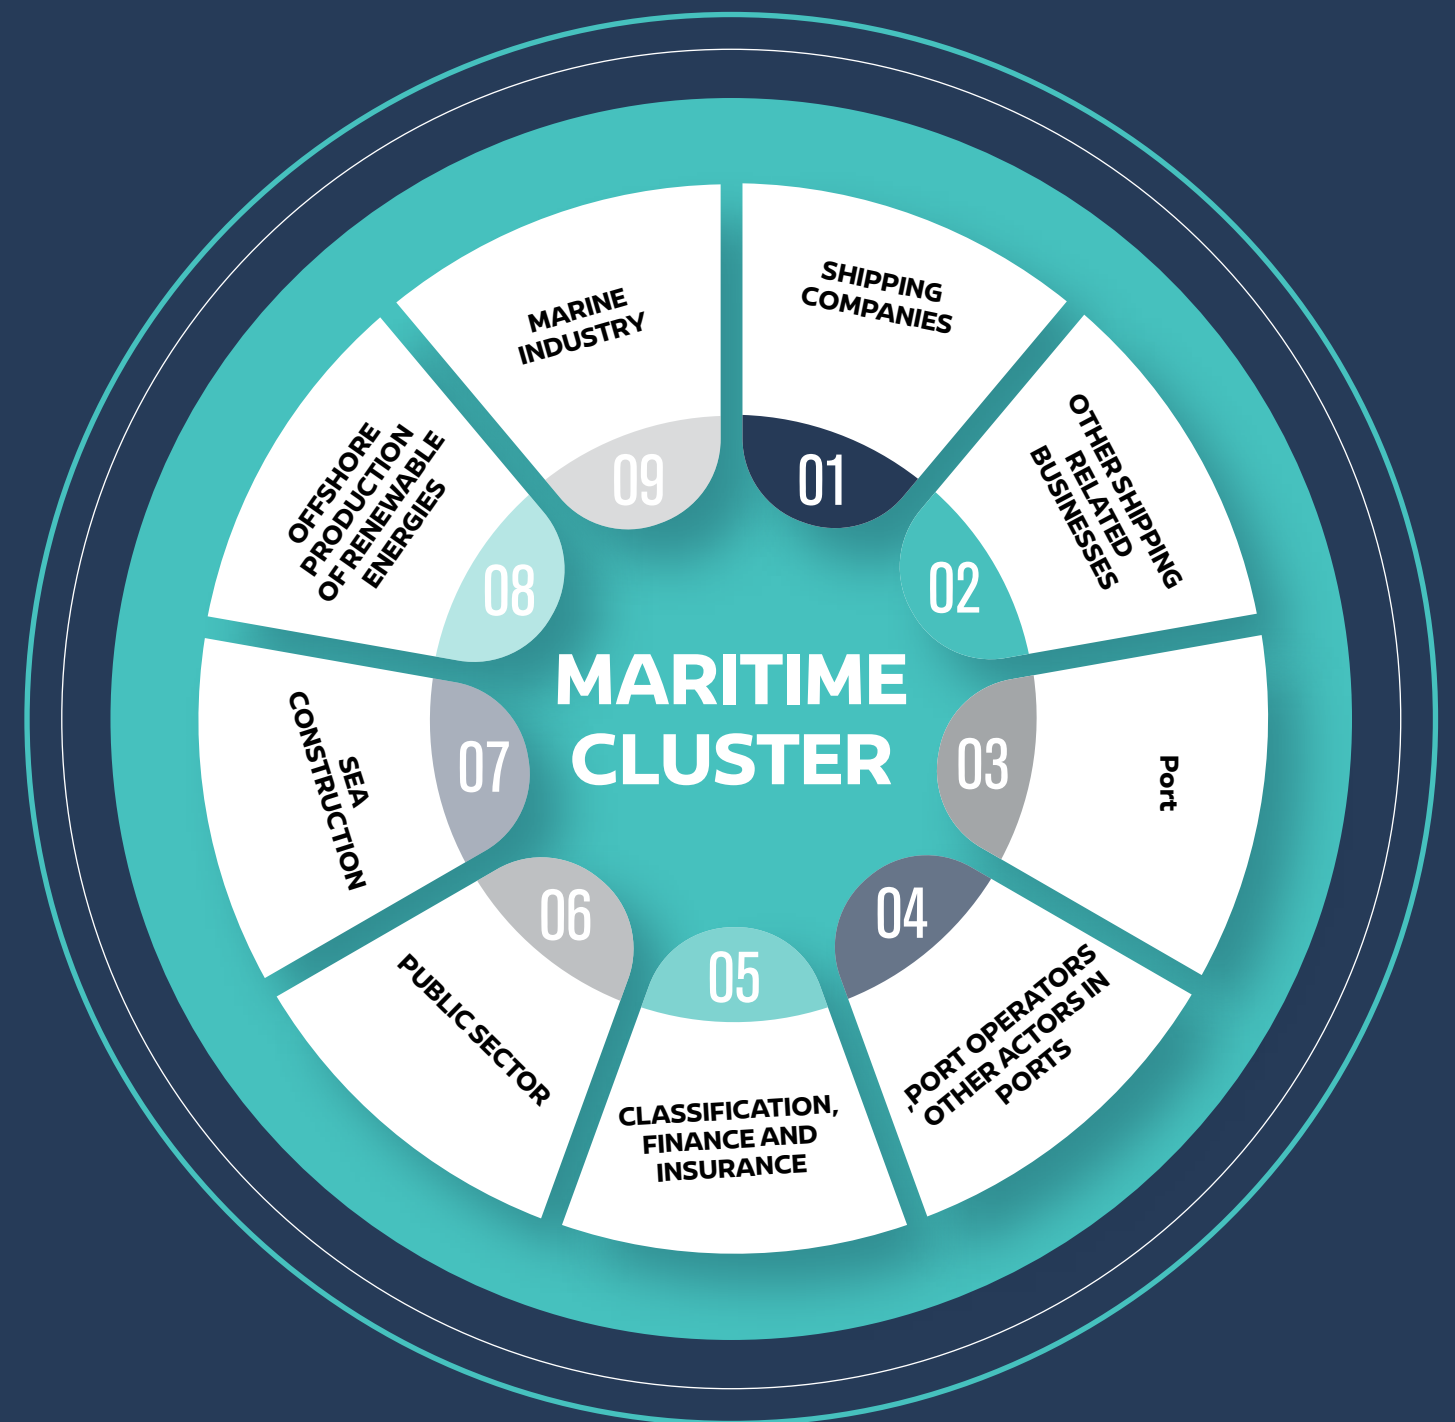 MARITIME
CLUSTER
01
SHIPPING
COMPANIES
02
OTHER SHIPPING
RELATED
BUSINESSES
03
Port
04
,PORT OPERATORS
OTHER ACTORS IN
PORTS
05
CLASSIFICATION,
FINANCE AND
INSURANCE
06
PUBLIC SECTOR
07
SEA
CONSTRUCTION
08
OFFSHORE
PRODUCTION
OF RENEWABLE
ENERGIES
09
MARINE
INDUSTRY